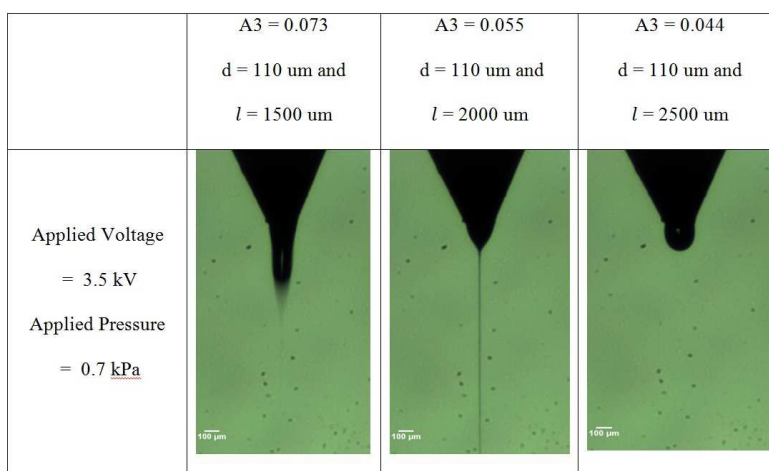 A3 = 0.073
d = 110 um and
l = 1500 um
A3 = 0.055
d = 110 um and
l = 2000 um
A3 = 0.044
d = 110 um and
l = 2500 um
Applied Voltage
= 3.5 kV
Applied Pressure
= 0.7 kPa
100 µm
100 µm
100 µm